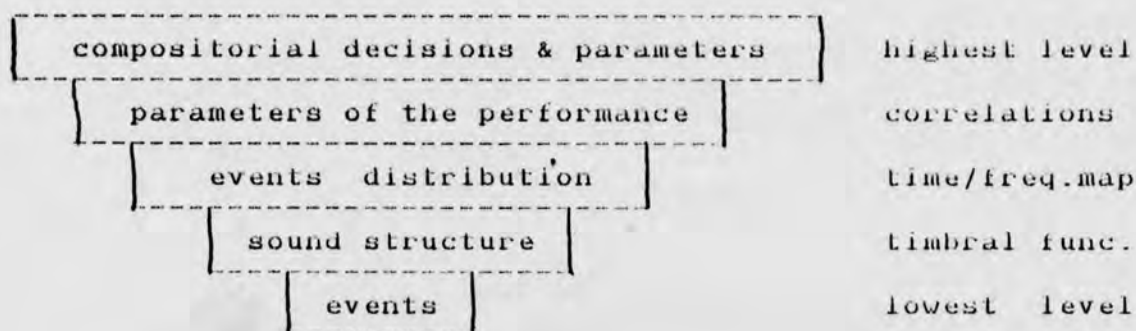 compositorial decisions & parameters highest level
parameters of the performance correlations
events distribution time/freq.map
sound structure timbral func.
events lowest level